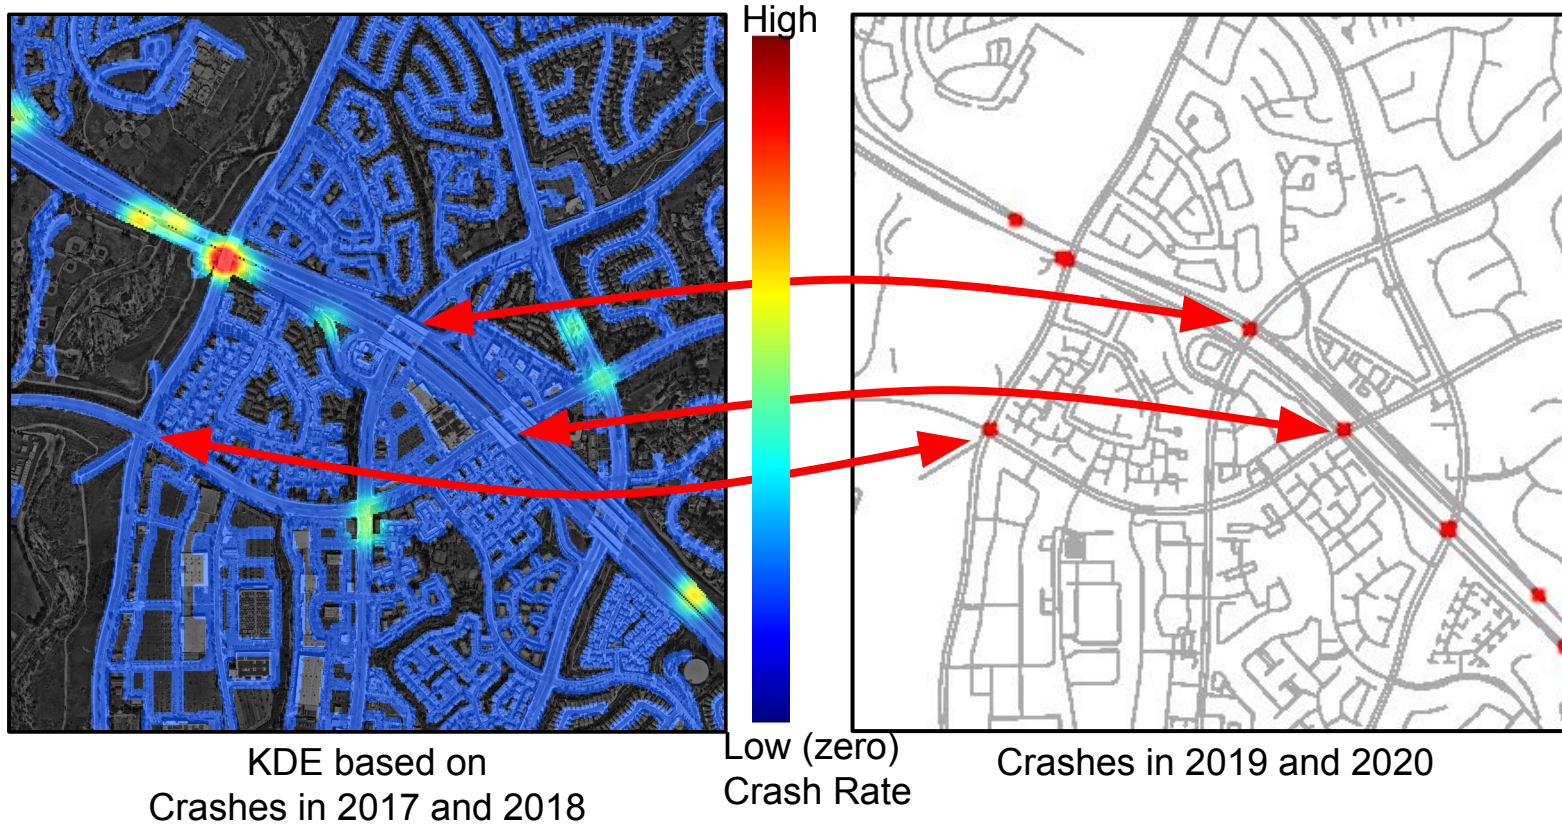 High
Low (zero)
Crash Rate
KDE based on
Crashes in 2017 and 2018
Crashes in 2019 and 2020